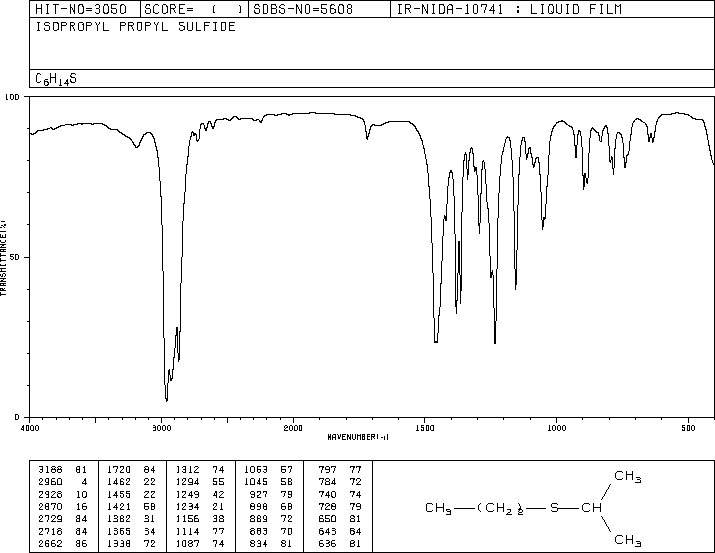 HIT-NO=3050 SCORE= ( ) SDBS-NO=5608 IR-NIDA-10741 : LIQUID FILM
ISOPROPYL PROPYL SULFIDE
C6H14S
100
50
0
TRANSMITTANCE(%)
4000 3000 2000 1500 1000 500
WAVENUMBER(-1)
3188 81 1720 84 1312 74 1053 57 797 77
2960 4 1462 22 1294 55 1045 58 784 72
2928 10 1455 22 1249 42 927 79 740 74
2870 16 1421 58 1234 21 898 68 728 79
2729 84 1382 31 1156 38 889 72 650 81
2718 84 1365 34 1114 77 883 70 643 84
2662 86 1338 72 1087 74 834 81 636 81
CH3
CH3 —(CH2)2— S — CH
CH3